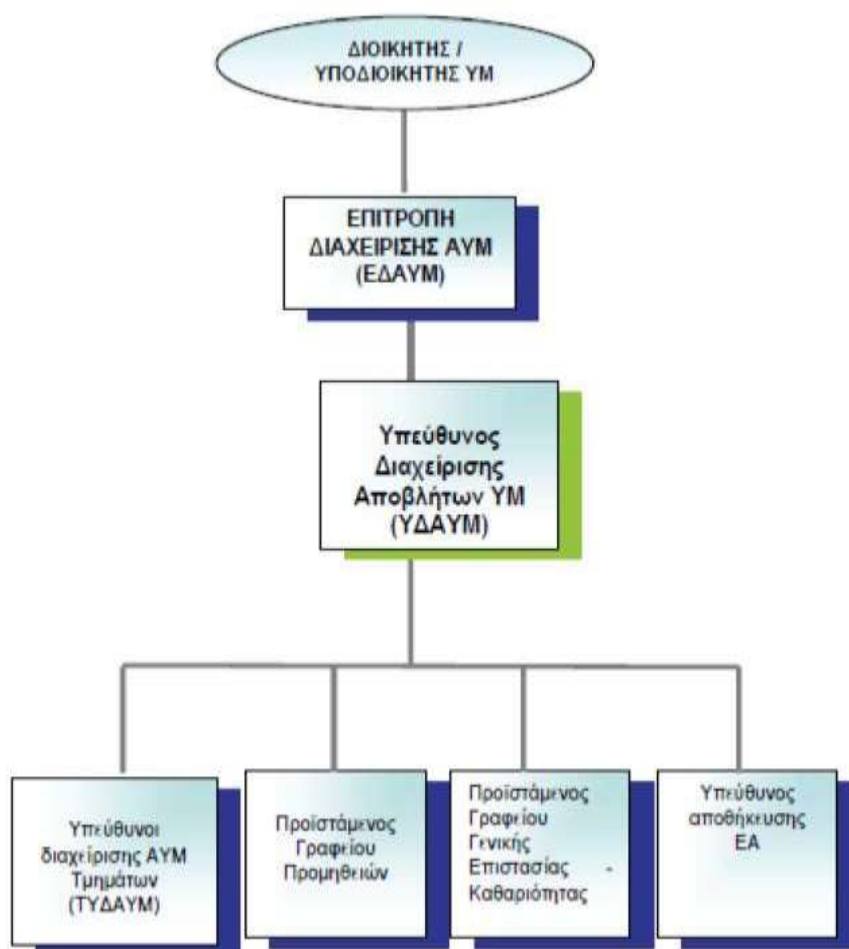 ΔΙΟΙΚΗΤΗΣ /
ΥΠΟΔΙΟΙΚΗΤΗΣ ΥΜ
ΕΠΙΤΡΟΠΗ
ΔΙΑΧΕΙΡΙΣΗΣ ΑΥΜ
(ΕΔΑΥΜ)
Υπεύθυνος
Διαχείρισης
Αποβλήτων ΥΜ
(ΥΔΑΥΜ)
Υπεύθυνοι
διαχείρισης ΑΥΜ
Τμημάτων
(ΤΥΔΑΥΜ)
Προϊστάμενος
Γραφείου
Προμηθειών
Προϊστάμενος
Γραφείου
Γενικής
Επιστασίας -
Καθαριότητας
Υπεύθυνος
αποθήκευσης
ΕΑ